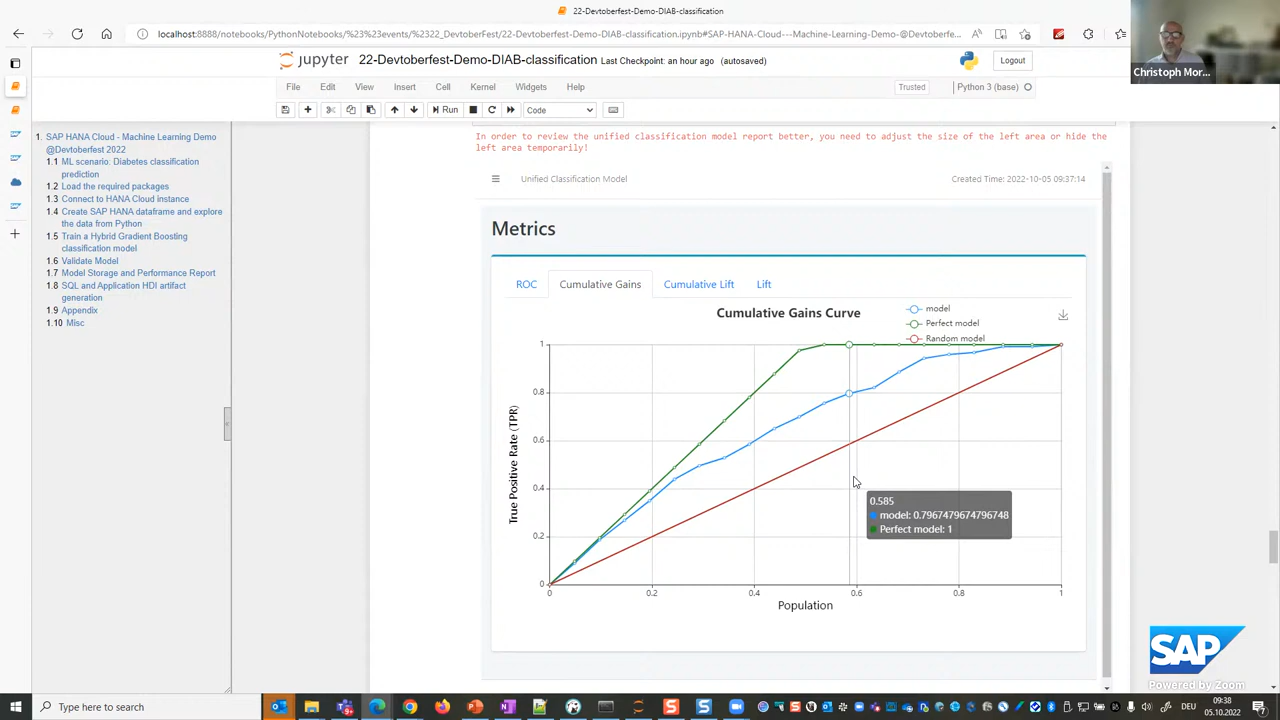 22-Devtoberfest-Demo-DIAB-classification
localhost:8888/notebooks/PythonNotebooks/%23%23events/%2322_DevtoberFest/22-Devtoberfest-Demo-DIAB-classification.ipynb#SAP-HANA-Cloud---Machine-Learning-Demo-@Devtoberfe...
Christoph Mor...
jupyter 22-Devtoberfest-Demo-DIAB-classification Last Checkpoint: an hour ago (autosaved)
Logout
File Edit View Insert Cell Kernel Widgets Help
Trusted Python 3 (base)
Run Code
1. SAP HANA Cloud - Machine Learning Demo
@Devtoberfest 2022
1.1 ML scenario: Diabetes classification
prediction
1.2 Load the required packages
1.3 Connect to HANA Cloud instance
1.4 Create SAP HANA dataframe and explore
the data from Python
1.5 Train a Hybrid Gradient Boosting
classification model
1.6 Validate Model
1.7 Model Storage and Performance Report
1.8 SQL and Application HDI artifact
generation
1.9 Appendix
1.10 Misc
In order to review the unified classification model report better, you need to adjust the size of the left area or hide the
left area temporarily!
Unified Classification Model Created Time: 2022-10-05 09:37:14
Metrics
ROC Cumulative Gains Cumulative Lift Lift
Cumulative Gains Curve
model
Perfect model
Random model
True Positive Rate (TPR)
1
0.8
0.6
0.4
0.2
0
0 0.2 0.4 0.6 0.8 1
Population
0.585
model: 0.7967479674796748
Perfect model: 1
SAP
Powered by Zoom
Type here to search
DEU
09:38
05.10.2022